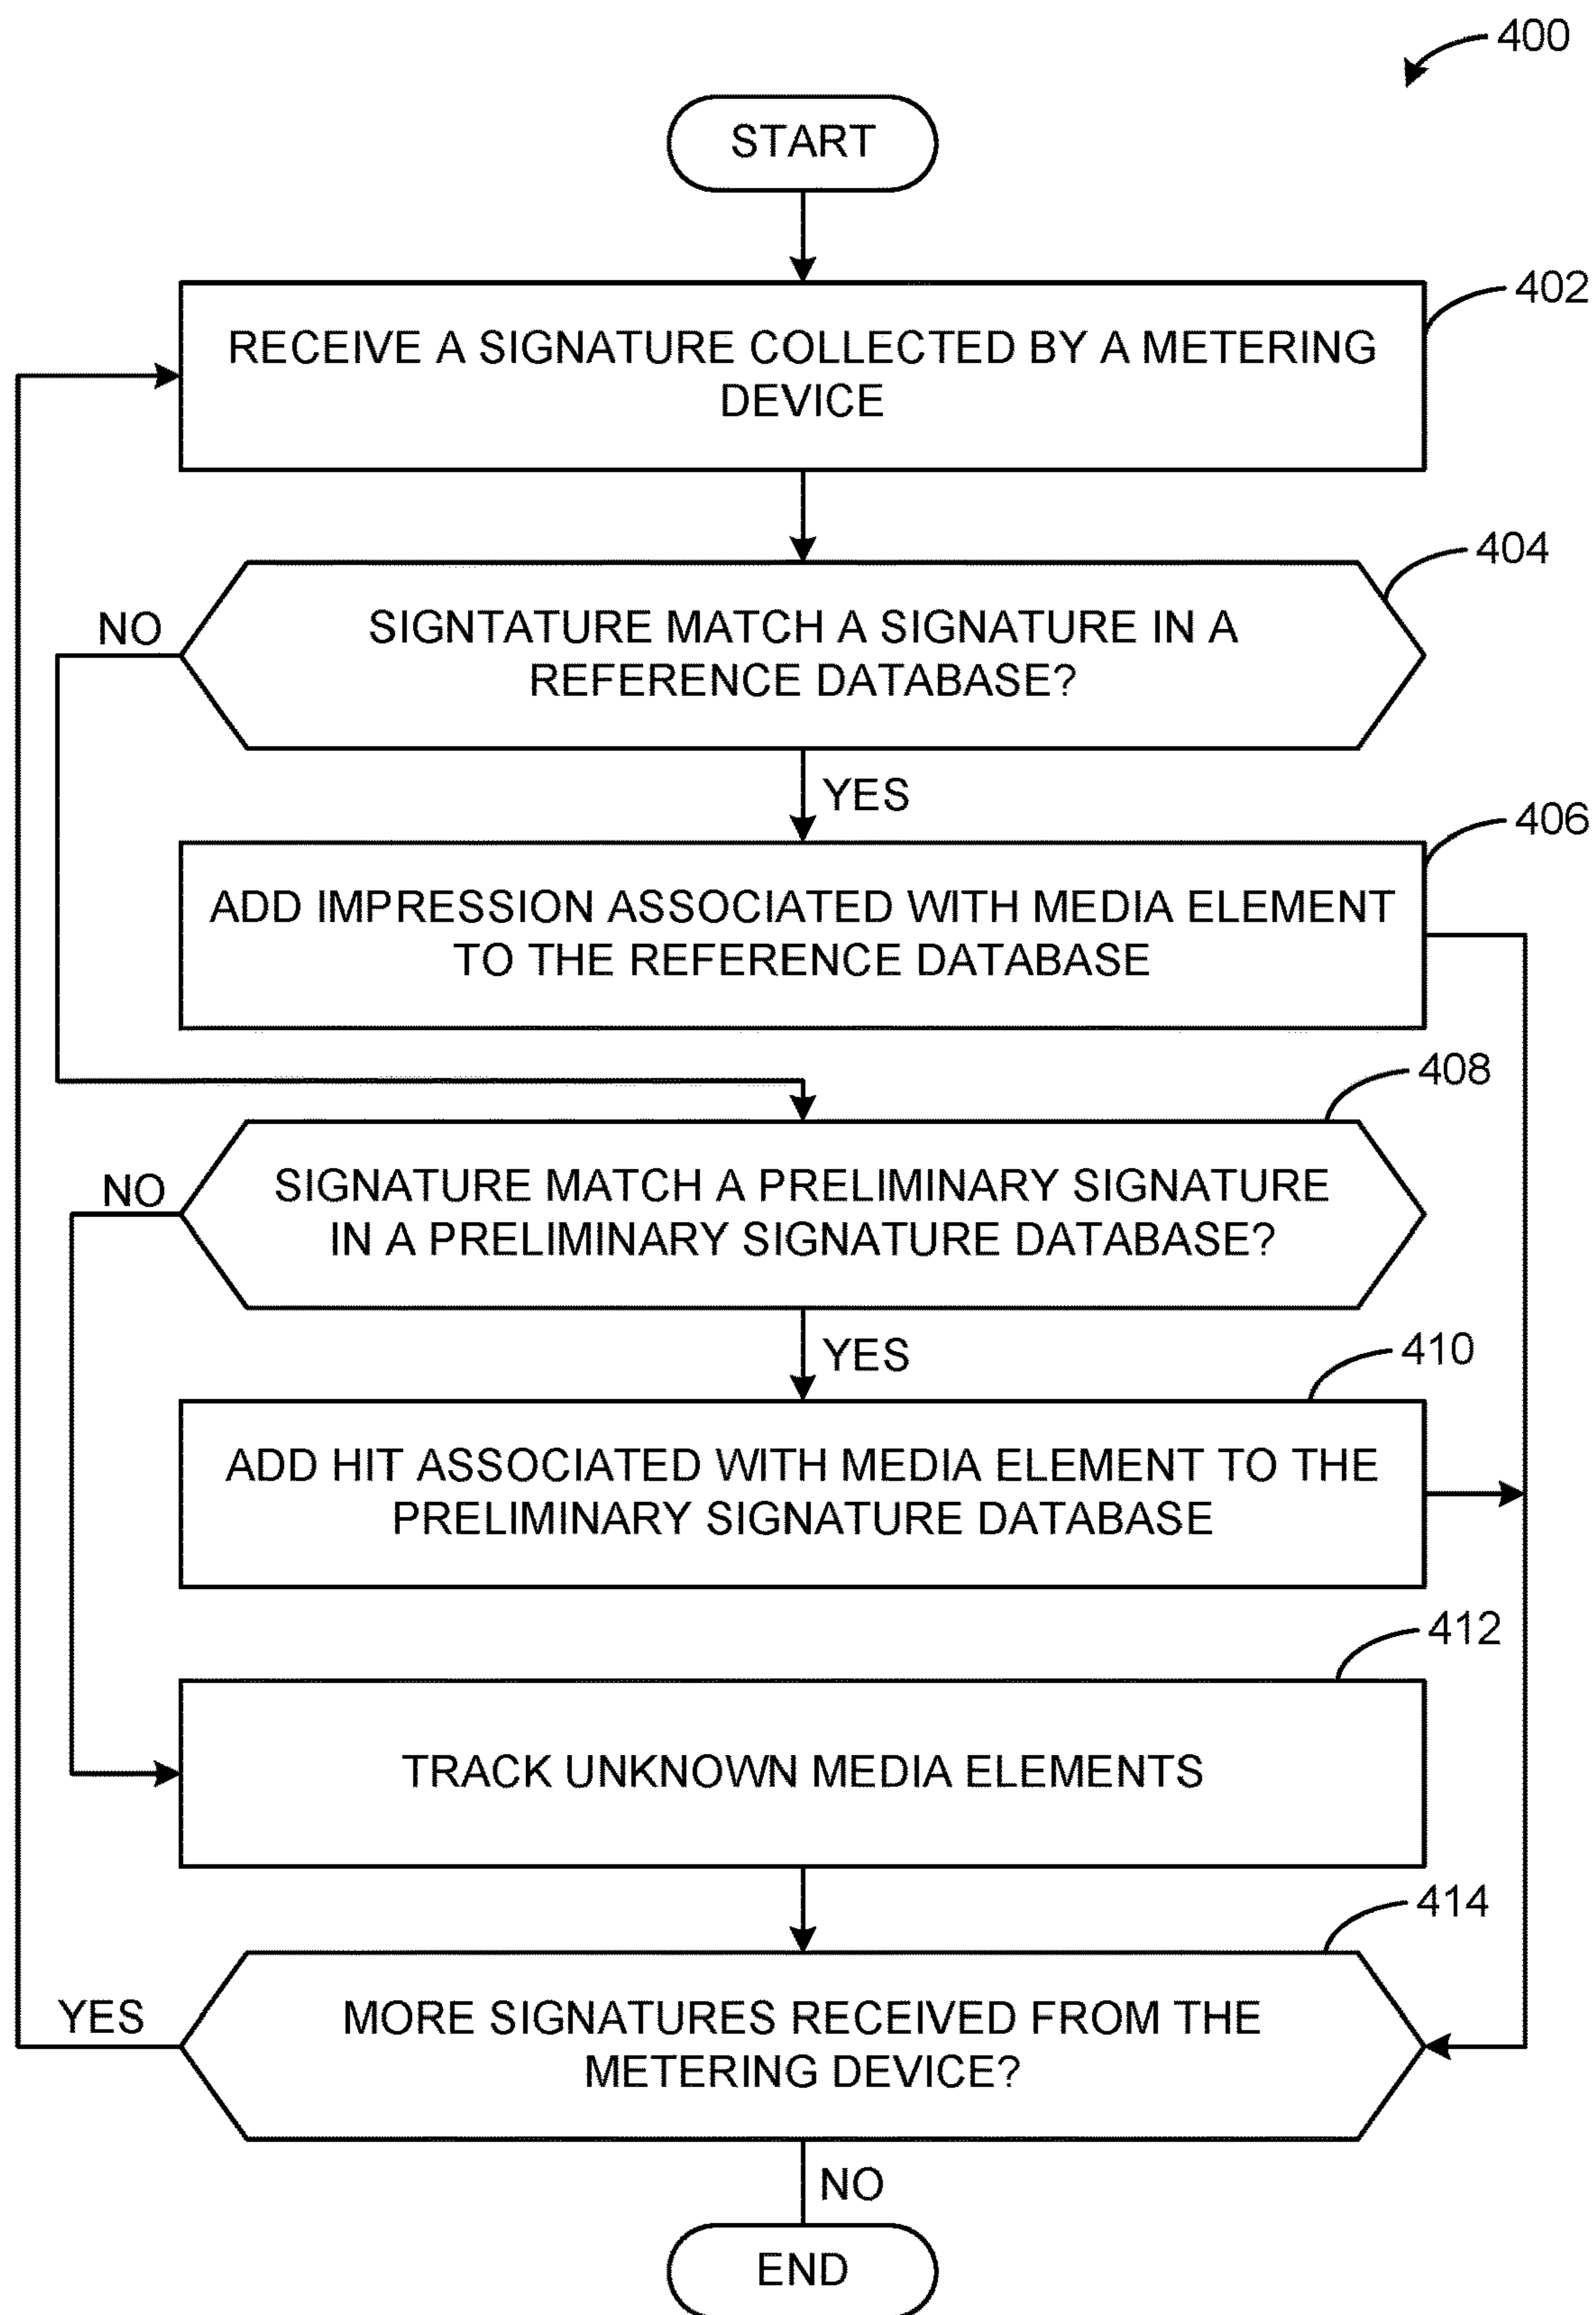 400
START
402
RECEIVE A SIGNATURE COLLECTED BY A METERING
DEVICE
404
NO
SIGNTATURE MATCH A SIGNATURE IN A
REFERENCE DATABASE?
YES
406
ADD IMPRESSION ASSOCIATED WITH MEDIA ELEMENT
TO THE REFERENCE DATABASE
408
NO
SIGNATURE MATCH A PRELIMINARY SIGNATURE
IN A PRELIMINARY SIGNATURE DATABASE?
YES
410
ADD HIT ASSOCIATED WITH MEDIA ELEMENT TO THE
PRELIMINARY SIGNATURE DATABASE
412
TRACK UNKNOWN MEDIA ELEMENTS
414
YES
MORE SIGNATURES RECEIVED FROM THE
METERING DEVICE?
NO
END